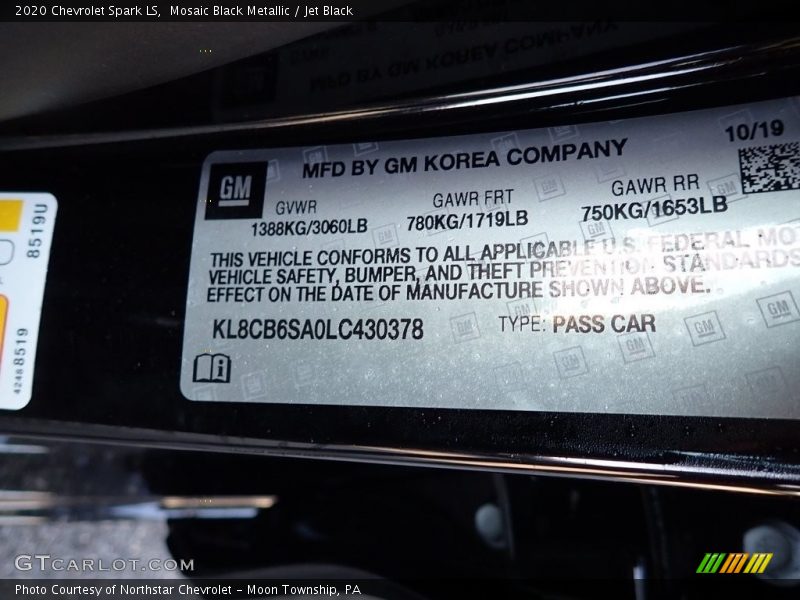 2020 Chevrolet Spark LS, Mosaic Black Metallic / Jet Black
MFD BY GM KOREA COMPANY
10/19
GM
GVWR
1388KG/3060LB
GAWR FRT
780KG/1719LB
GAWR RR
750KG/1653LB
THIS VEHICLE CONFORMS TO ALL APPLICABLE U.S. FEDERAL MOT
VEHICLE SAFETY, BUMPER, AND THEFT PREVENTION STANDARDS
EFFECT ON THE DATE OF MANUFACTURE SHOWN ABOVE.
KL8CB6SA0LC430378
TYPE: PASS CAR
8519U
42488519
GTCARLOT.COM
Photo Courtesy of Northstar Chevrolet - Moon Township, PA